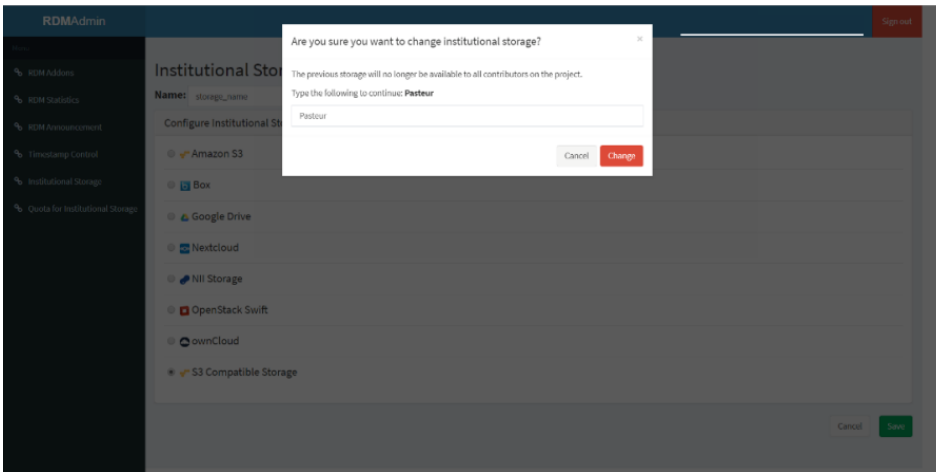 RDMAdmin
Sign out
Menu
RDM Addons
RDM Statistics
RDM Announcement
Timestamp Control
Institutional Storage
Quota for Institutional Storage
Institutional Stor
Name: storage_name
Configure Institutional St
Amazon S3
Box
Google Drive
Nextcloud
NII Storage
OpenStack Swift
ownCloud
S3 Compatible Storage
Cancel Save
Are you sure you want to change institutional storage? ×
The previous storage will no longer be available to all contributors on the project.
Type the following to continue: Pasteur
Pasteur
Cancel Change